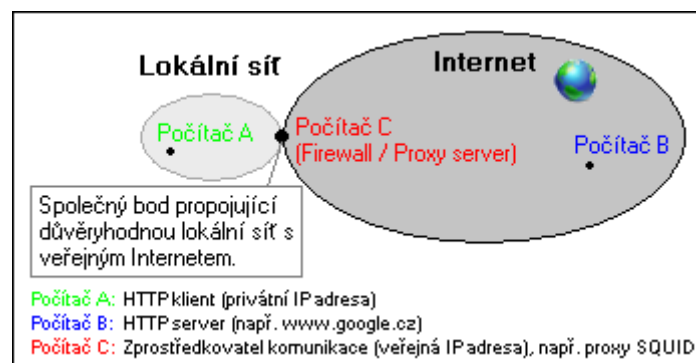 Lokální síť
Internet
Počítač A
Počítač C
(Firewall / Proxy server)
Počítač B
Společný bod propojující
důvěryhodnou lokální síť s
veřejným Internetem.
Počítač A: HTTP klient (privátní IP adresa)
Počítač B: HTTP server (např. www.google.cz)
Počítač C: Zprostředkovatel komunikace (veřejná IP adresa), např. proxy SQUID